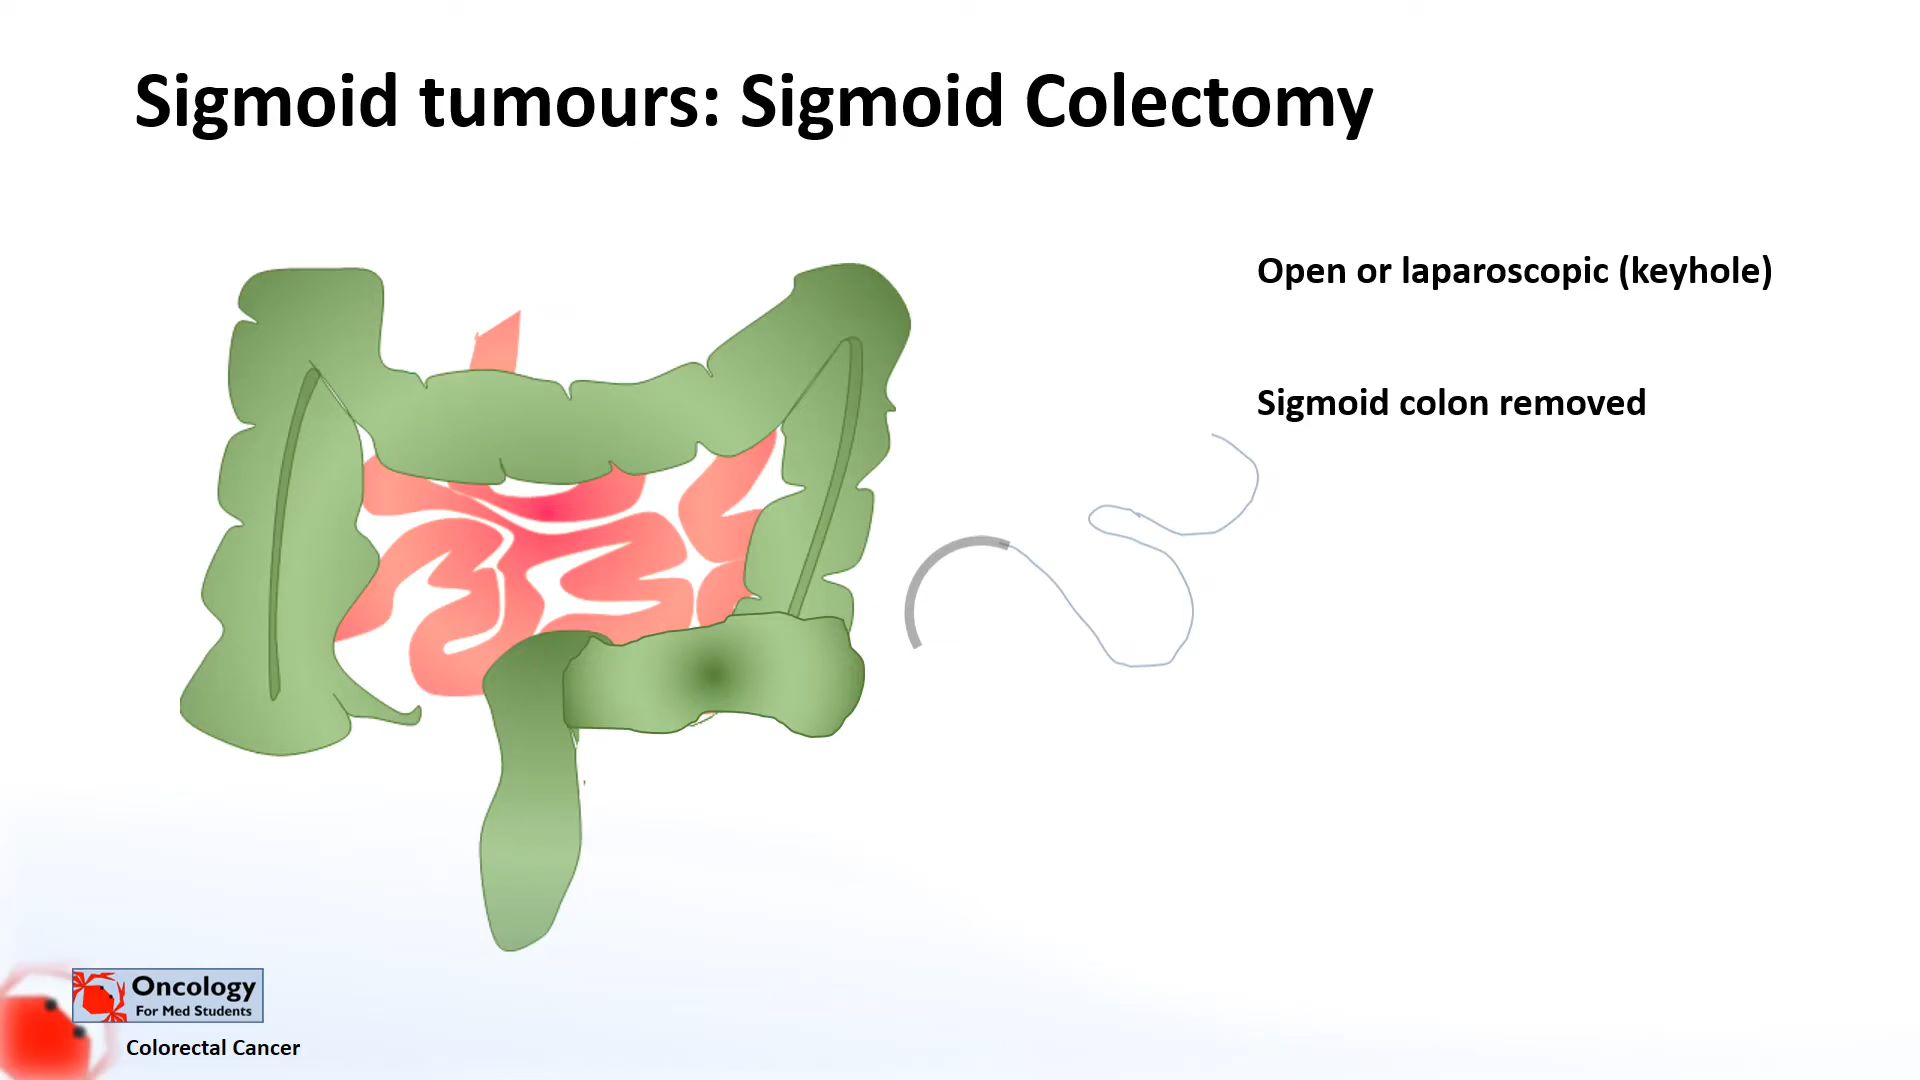 Sigmoid tumours: Sigmoid Colectomy
Open or laparoscopic (keyhole)
Sigmoid colon removed
Oncology
For Med Students
Colorectal Cancer